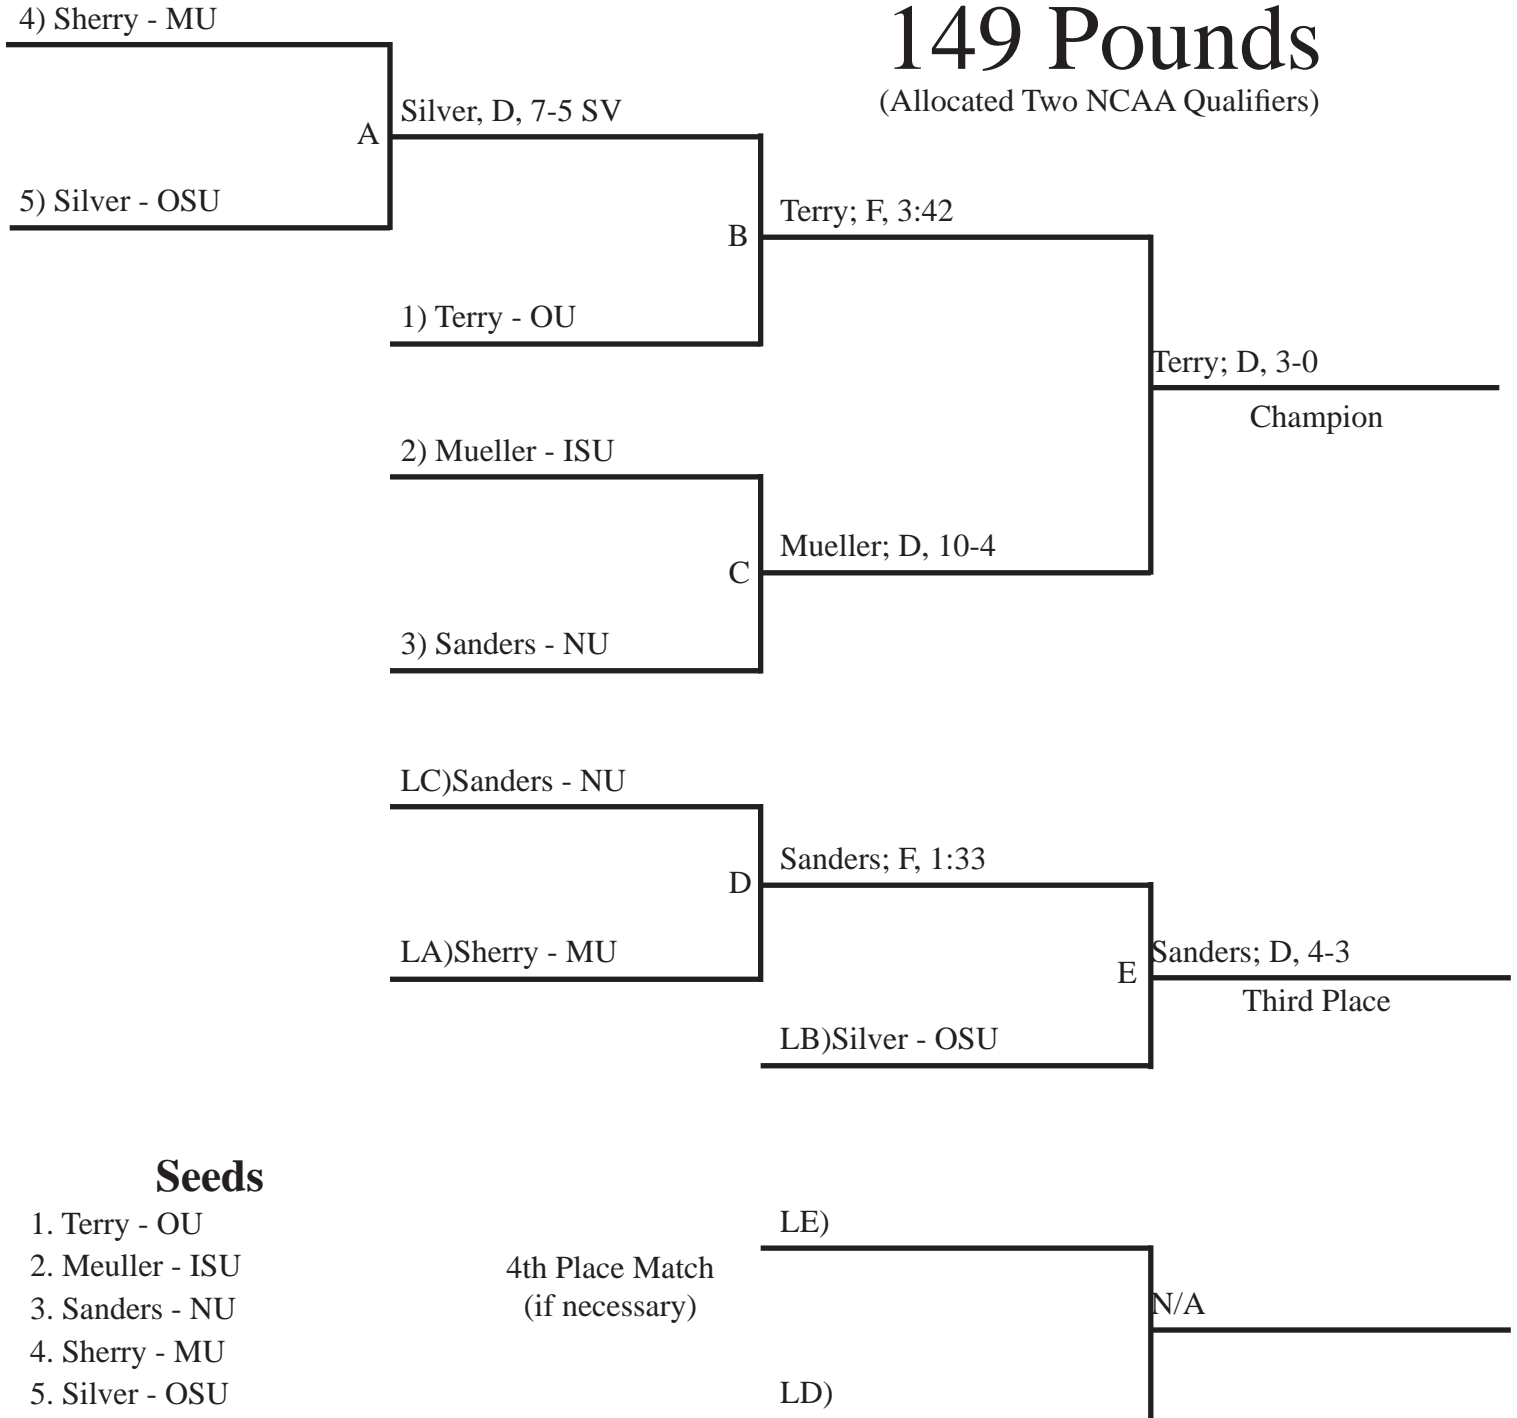 4) Sherry - MU
149 Pounds
(Allocated Two NCAA Qualifiers)
Silver, D, 7-5 SV
A
5) Silver - OSU
Terry; F, 3:42
B
1) Terry - OU
Terry; D, 3-0
Champion
2) Mueller - ISU
Mueller; D, 10-4
C
3) Sanders - NU
LC)Sanders - NU
Sanders; F, 1:33
D
LA)Sherry - MU
Sanders; D, 4-3
E
Third Place
LB)Silver - OSU
Seeds
1. Terry - OU
2. Meuller - ISU
3. Sanders - NU
4. Sherry - MU
5. Silver - OSU
4th Place Match
(if necessary)
LE)
N/A
LD)